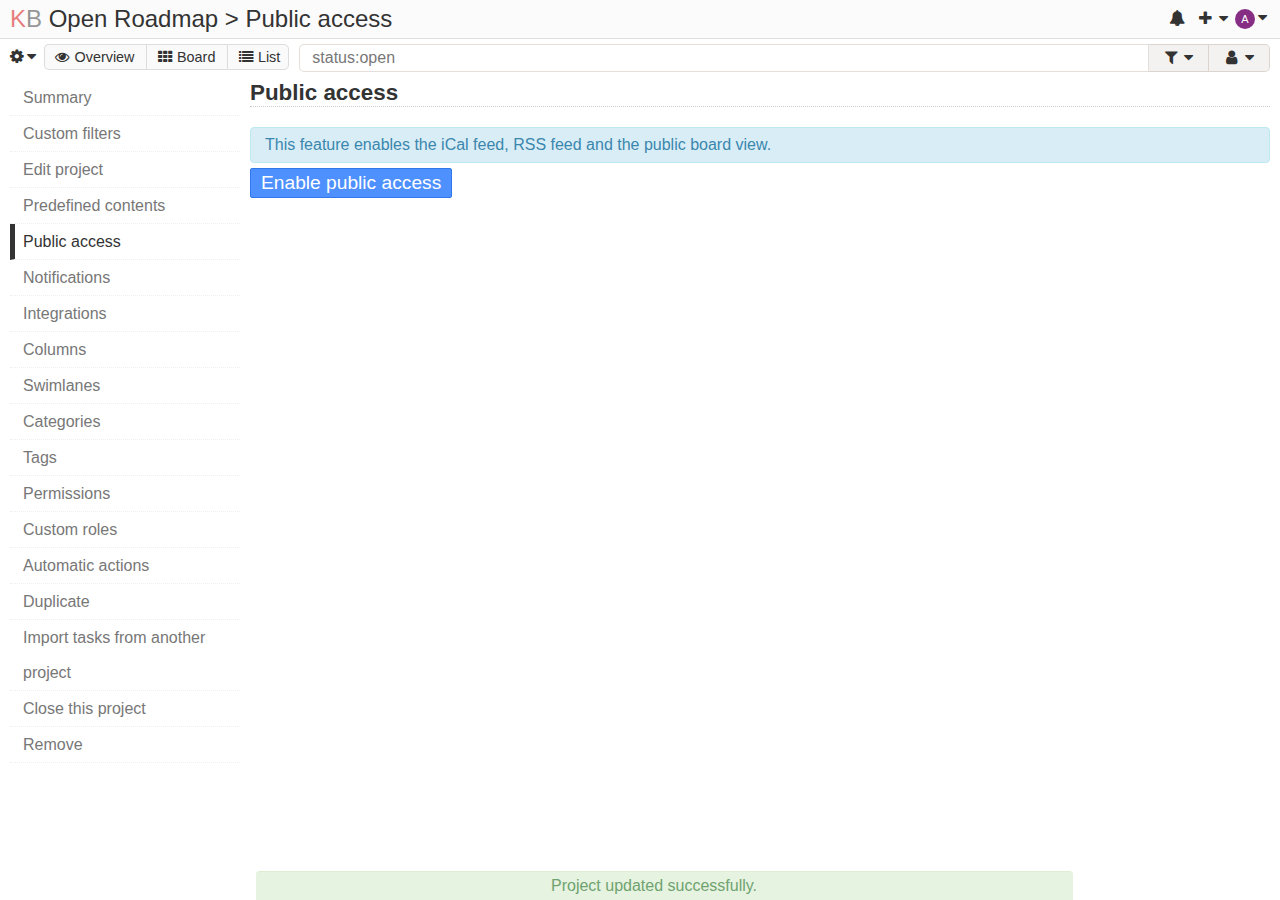 KB Open Roadmap > Public access
A
Overview
Board
List
status:open
Summary
Custom filters
Edit project
Predefined contents
Public access
Notifications
Integrations
Columns
Swimlanes
Categories
Tags
Permissions
Custom roles
Automatic actions
Duplicate
Import tasks from another
project
Close this project
Remove
Public access
This feature enables the iCal feed, RSS feed and the public board view.
Enable public access
Project updated successfully.